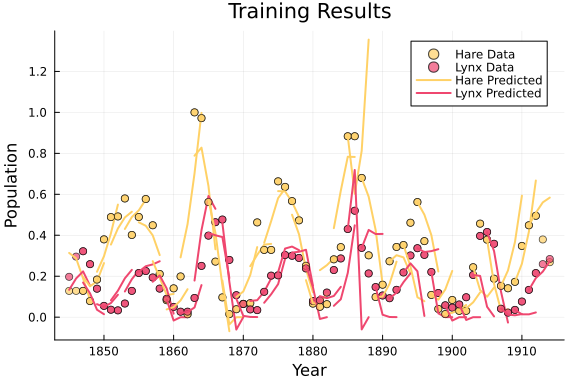 Training Results
Hare Data
Lynx Data
Hare Predicted
Lynx Predicted
Population
1.2
1.0
0.8
0.6
0.4
0.2
0.0
1850 1860 1870 1880 1890 1900 1910
Year